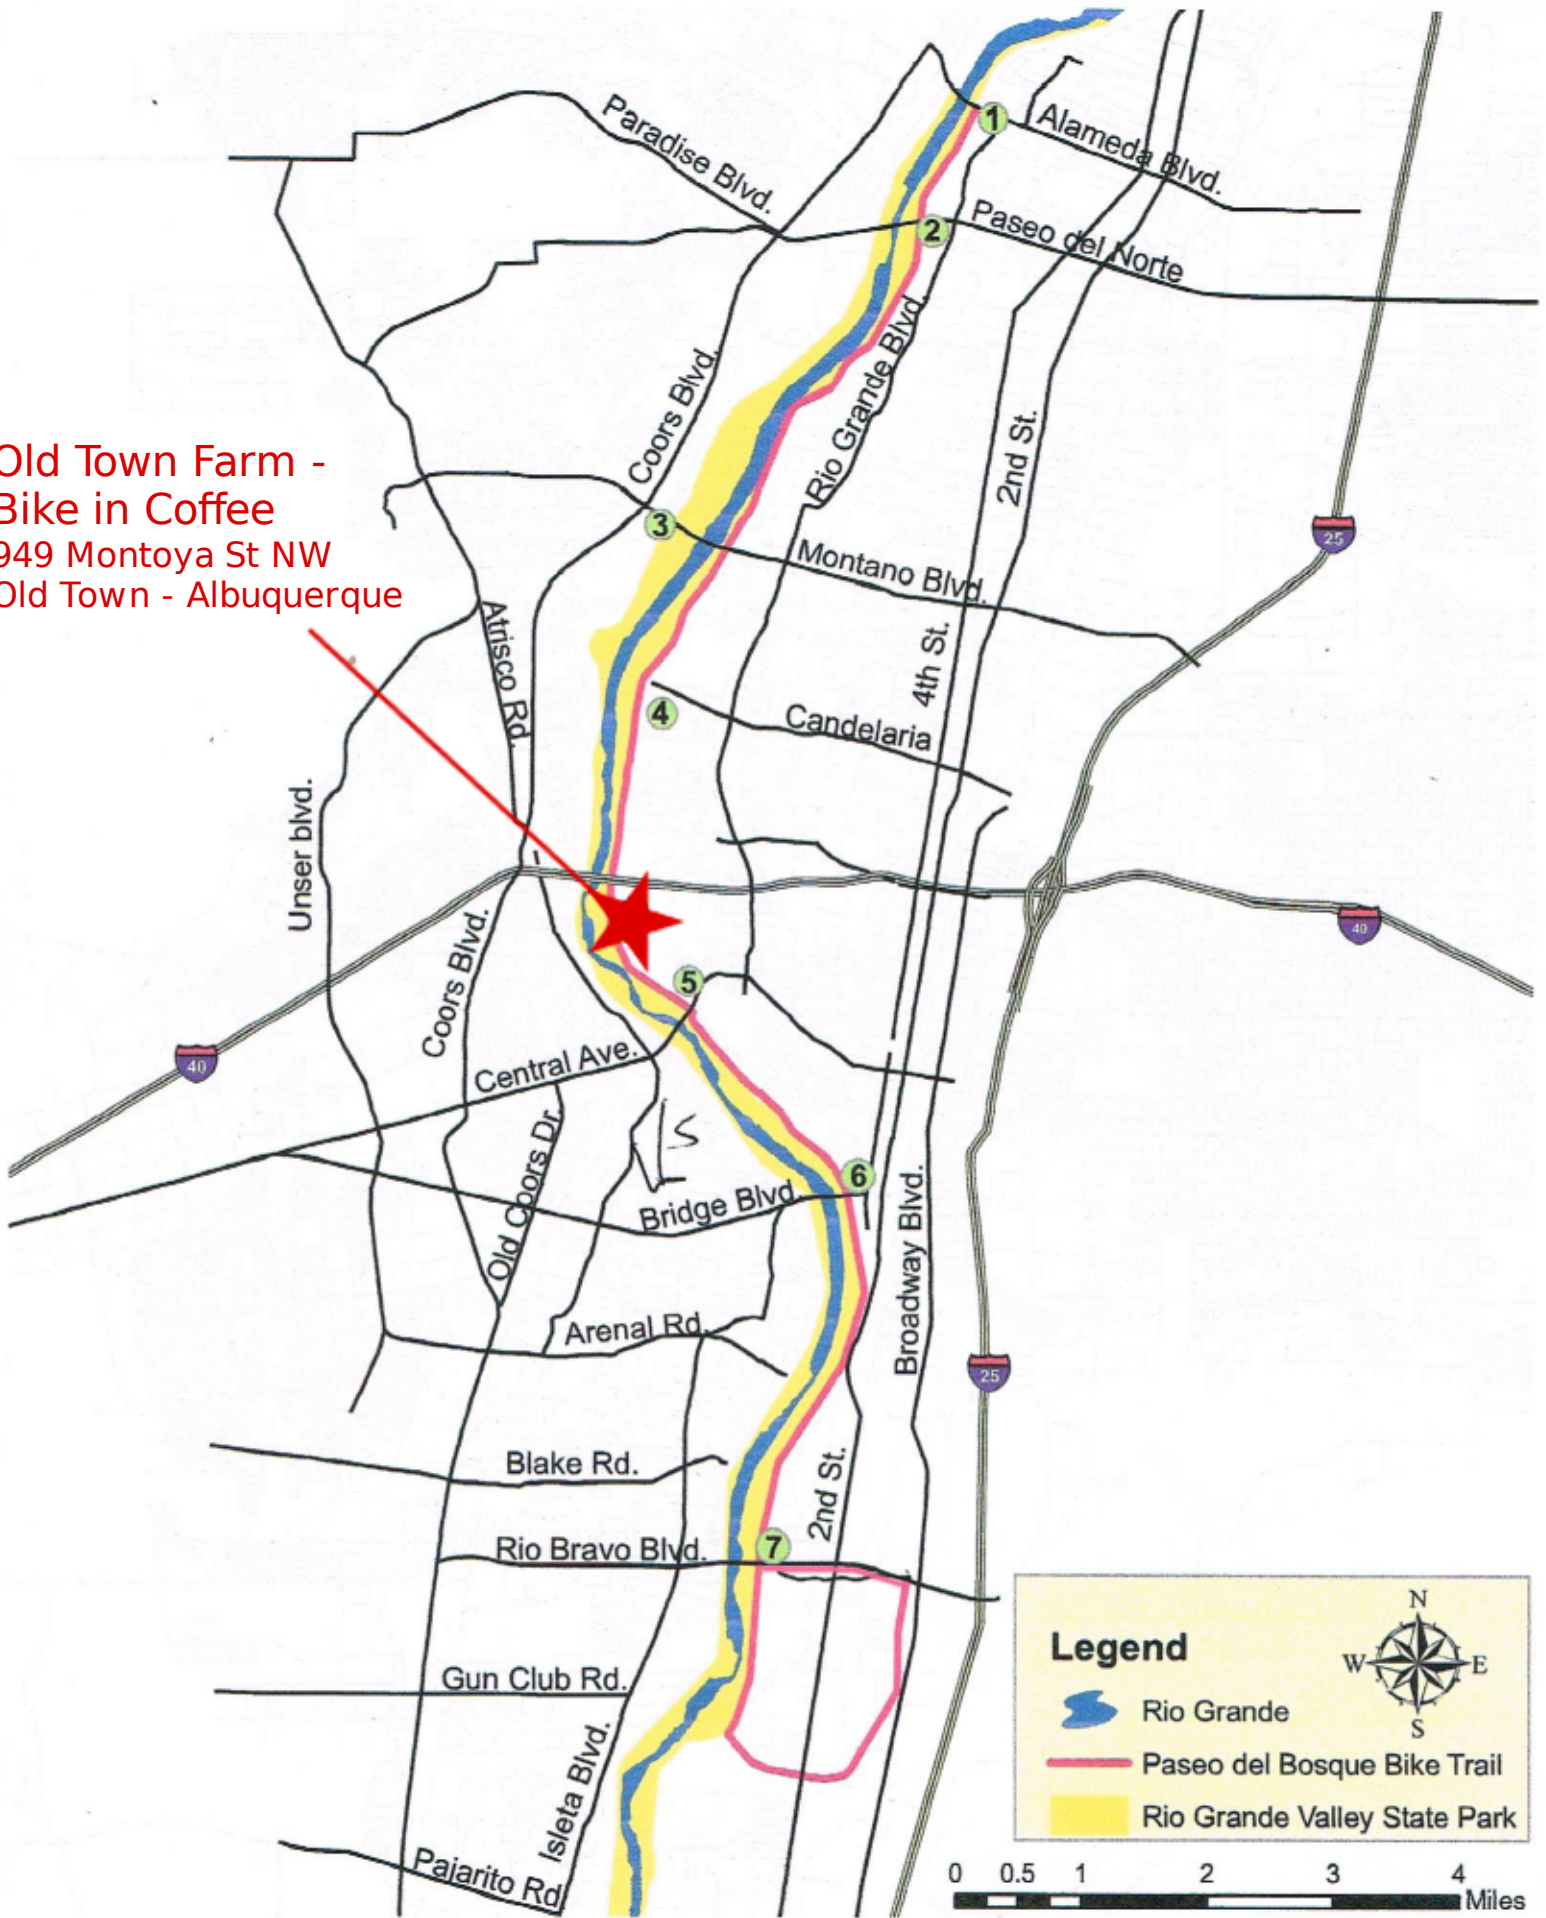 1
Alameda Blvd.
Paradise Blvd.
2
Paseo del Norte
Rio Grande Blvd.
Coors Blvd.
2nd St.
Old Town Farm -
Bike in Coffee
949 Montoya St NW
Old Town - Albuquerque
3
25
Montano Blvd.
Atrisco Rd.
4th St.
4
Candelaria
Unser blvd.
40
Coors Blvd.
5
40
Central Ave.
Old Coors Dr.
6
Bridge Blvd.
Broadway Blvd.
Arenal Rd.
25
Blake Rd.
2nd St.
Rio Bravo Blvd.
7
Gun Club Rd.
Isleta Blvd.
Pajarito Rd
Legend
N
W E
S
Rio Grande
Paseo del Bosque Bike Trail
Rio Grande Valley State Park
0 0.5 1 2 3 4
Miles